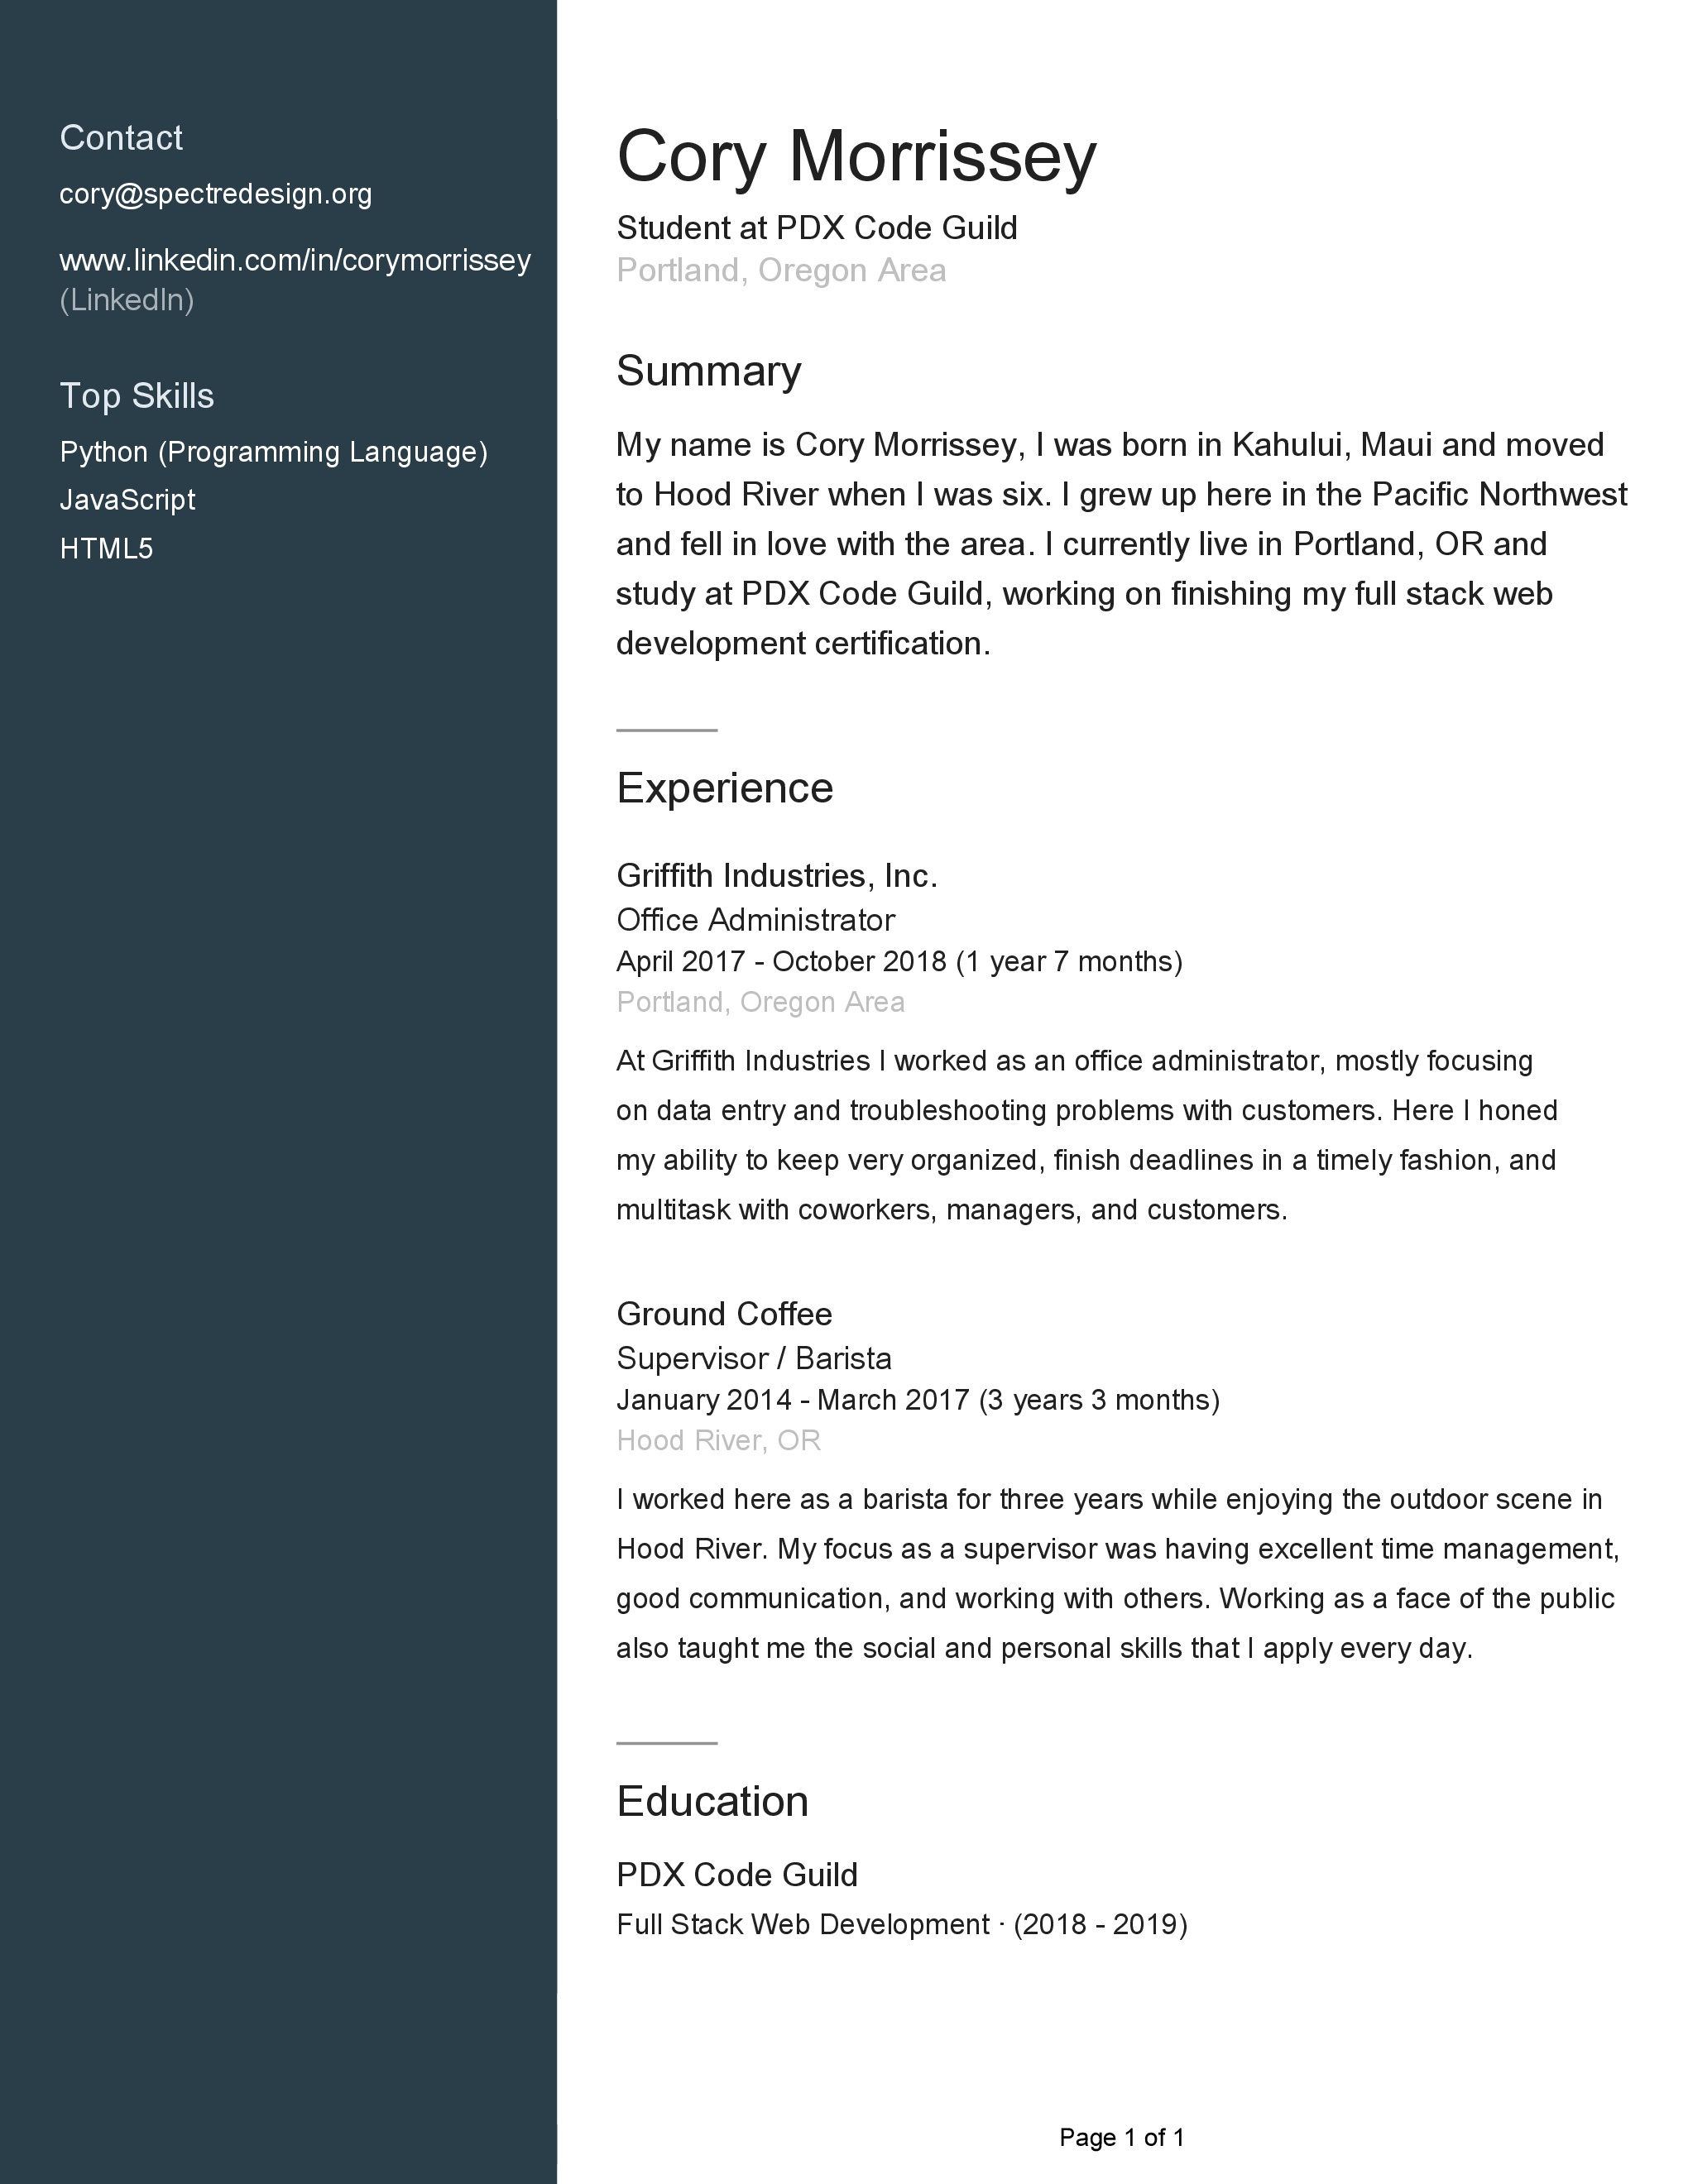 Contact
cory@spectredesign.org
www.linkedin.com/in/corymorrissey
(LinkedIn)
Top Skills
Python (Programming Language)
JavaScript
HTML5
Cory Morrissey
Student at PDX Code Guild
Portland, Oregon Area
Summary
My name is Cory Morrissey, I was born in Kahului, Maui and moved
to Hood River when I was six. I grew up here in the Pacific Northwest
and fell in love with the area. I currently live in Portland, OR and
study at PDX Code Guild, working on finishing my full stack web
development certification.
Experience
Griffith Industries, Inc.
Office Administrator
April 2017 - October 2018 (1 year 7 months)
Portland, Oregon Area
At Griffith Industries I worked as an office administrator, mostly focusing
on data entry and troubleshooting problems with customers. Here I honed
my ability to keep very organized, finish deadlines in a timely fashion, and
multitask with coworkers, managers, and customers.
Ground Coffee
Supervisor / Barista
January 2014 - March 2017 (3 years 3 months)
Hood River, OR
I worked here as a barista for three years while enjoying the outdoor scene in
Hood River. My focus as a supervisor was having excellent time management,
good communication, and working with others. Working as a face of the public
also taught me the social and personal skills that I apply every day.
Education
PDX Code Guild
Full Stack Web Development · (2018 - 2019)
Page 1 of 1